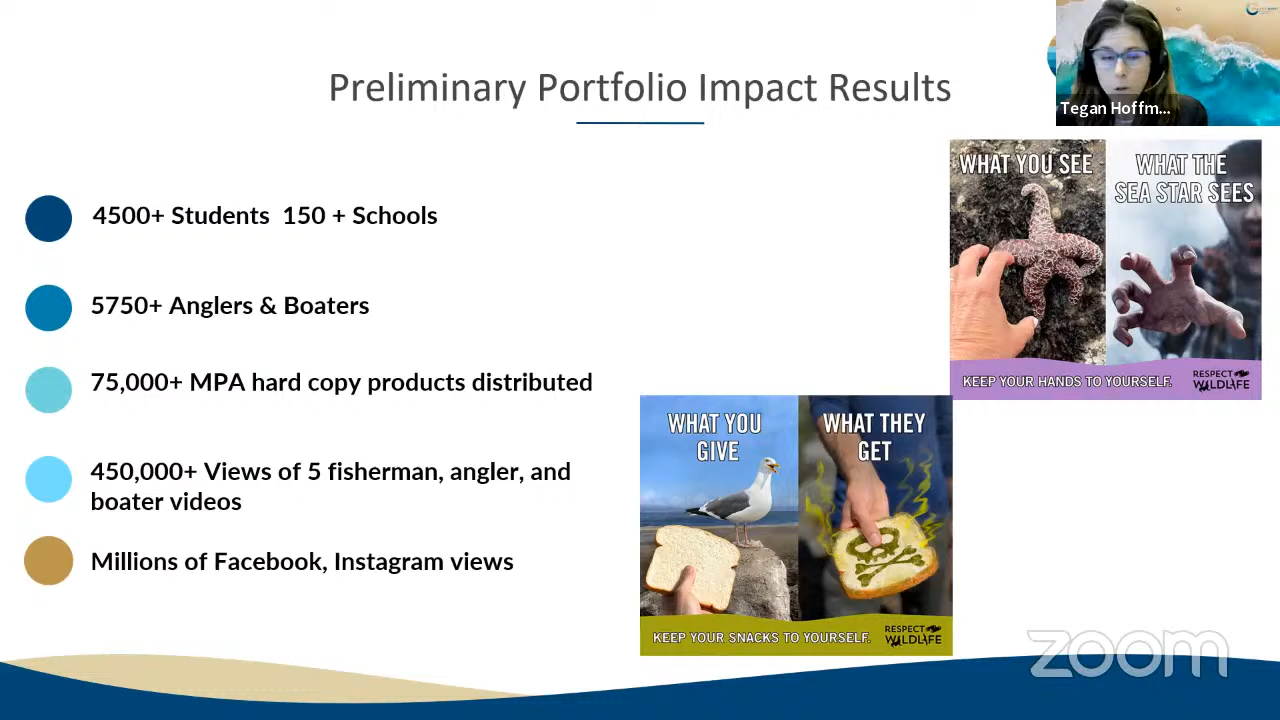 Preliminary Portfolio Impact Results
Tegan Hoffm...
4500+ Students  150 + Schools
5750+ Anglers & Boaters
75,000+ MPA hard copy products distributed
450,000+ Views of 5 fisherman, angler, and
boater videos
Millions of Facebook, Instagram views
WHAT YOU SEE
WHAT THE
SEA STAR SEES
KEEP YOUR HANDS TO YOURSELF.
RESPECT
WILDLIFE
WHAT YOU
GIVE
WHAT THEY
GET
KEEP YOUR SNACKS TO YOURSELF.
RESPECT
WILDLIFE
zoom